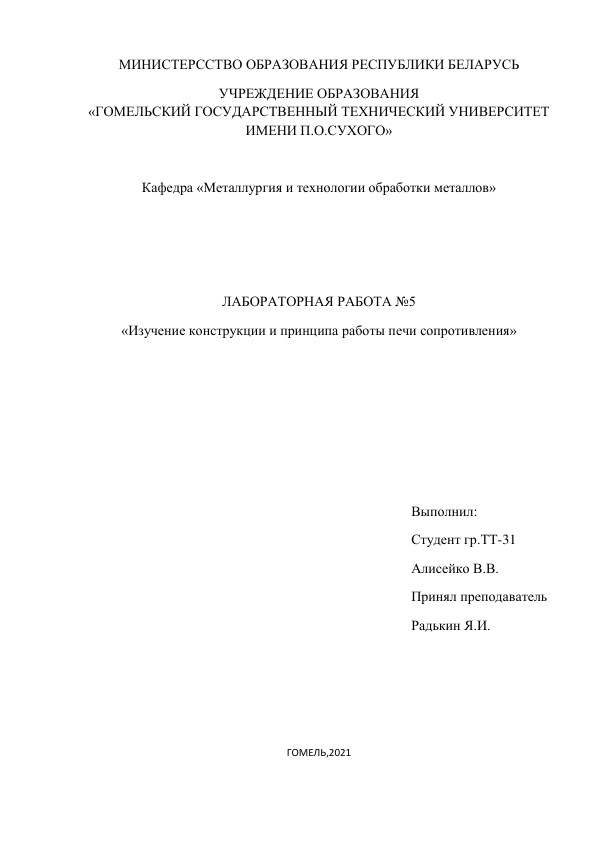 МИНИСТЕРССТВО ОБРАЗОВАНИЯ РЕСПУБЛИКИ БЕЛАРУСЬ
УЧРЕЖДЕНИЕ ОБРАЗОВАНИЯ
«ГОМЕЛЬСКИЙ ГОСУДАРСТВЕННЫЙ ТЕХНИЧЕСКИЙ УНИВЕРСИТЕТ
ИМЕНИ П.О.СУХОГО»
Кафедра «Металлургия и технологии обработки металлов»
ЛАБОРАТОРНАЯ РАБОТА №5
«Изучение конструкции и принципа работы печи сопротивления»
Выполнил:
Студент гр.ТТ-31
Алисейко В.В.
Принял преподаватель
Радькин Я.И.
ГОМЕЛЬ,2021